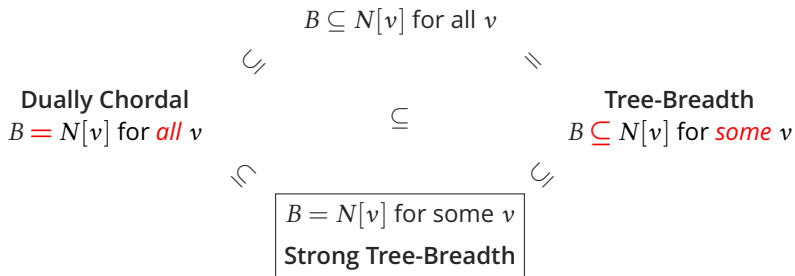 B ⊆ N[v] for all v
⊆ =
Dually Chordal
B = N[v] for all v
⊆
Tree-Breadth
B ⊆ N[v] for some v
⊆ ⊆
B = N[v] for some v
Strong Tree-Breadth